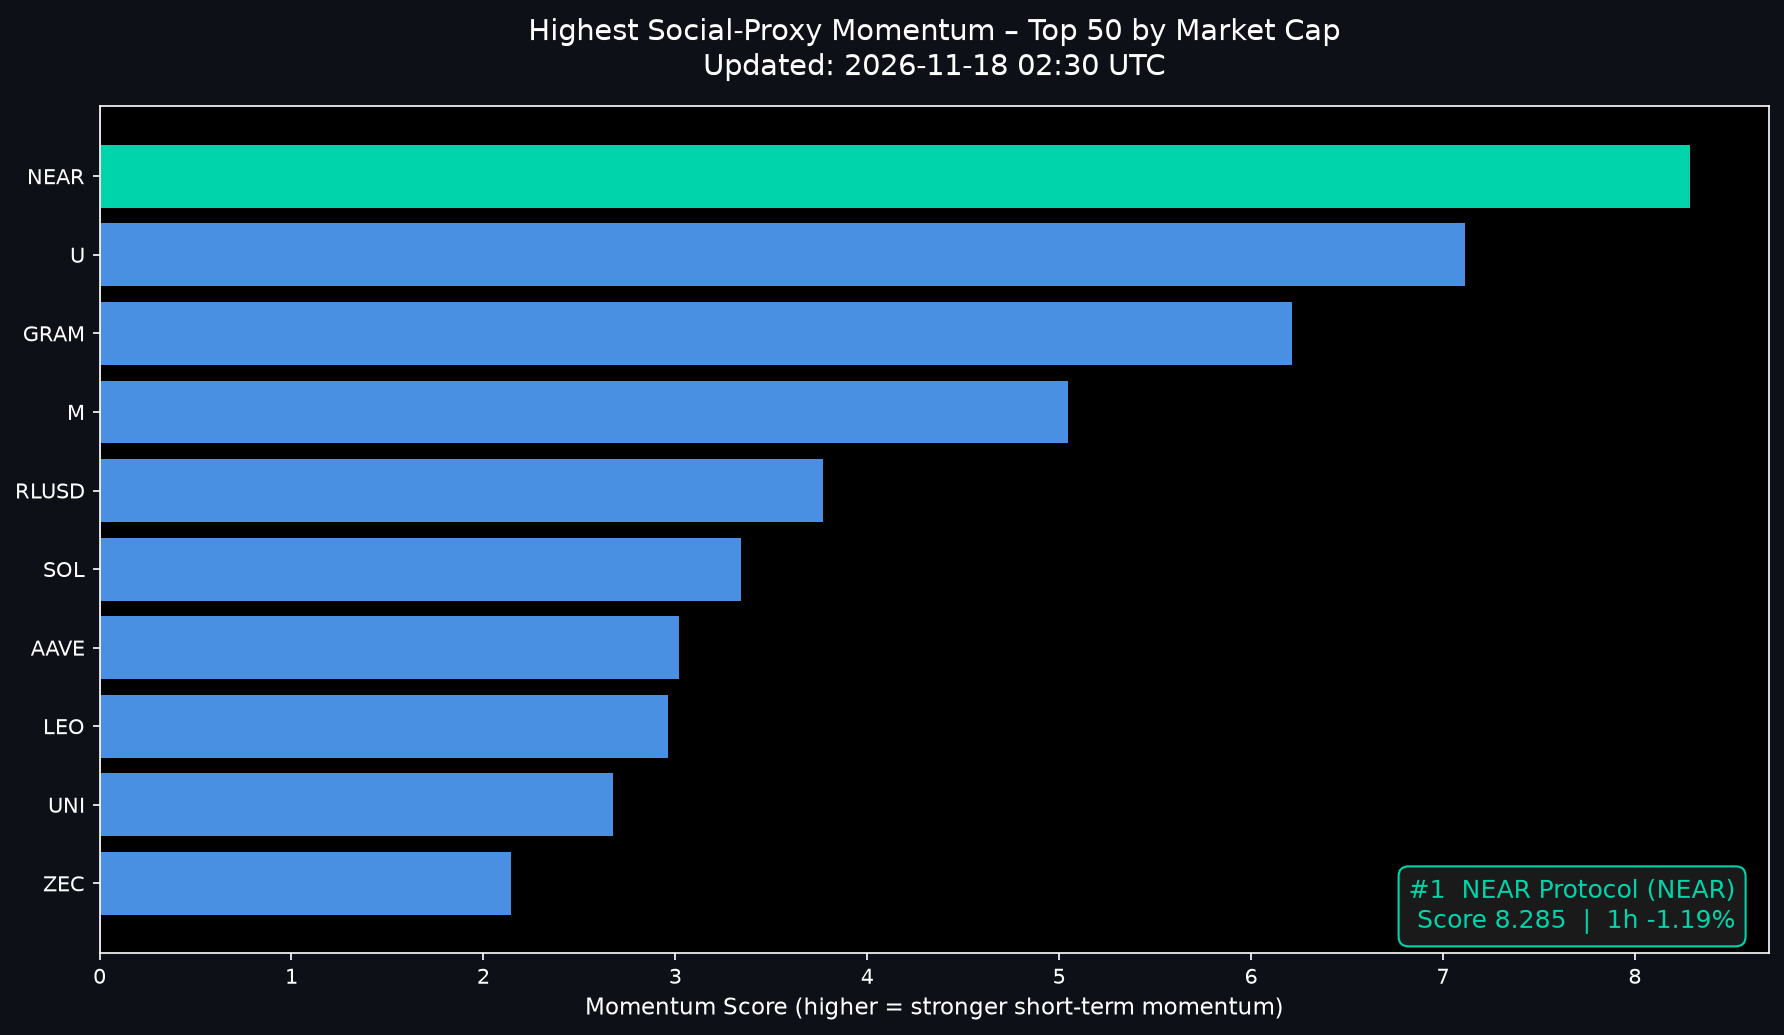 Highest Social-Proxy Momentum – Top 50 by Market Cap
Updated: 2026-11-18 02:30 UTC
NEAR
U
GRAM
M
RLUSD
SOL
AAVE
LEO
UNI
ZEC
#1  NEAR Protocol (NEAR)
Score 8.285  |  1h -1.19%
0 1 2 3 4 5 6 7 8
Momentum Score (higher = stronger short-term momentum)